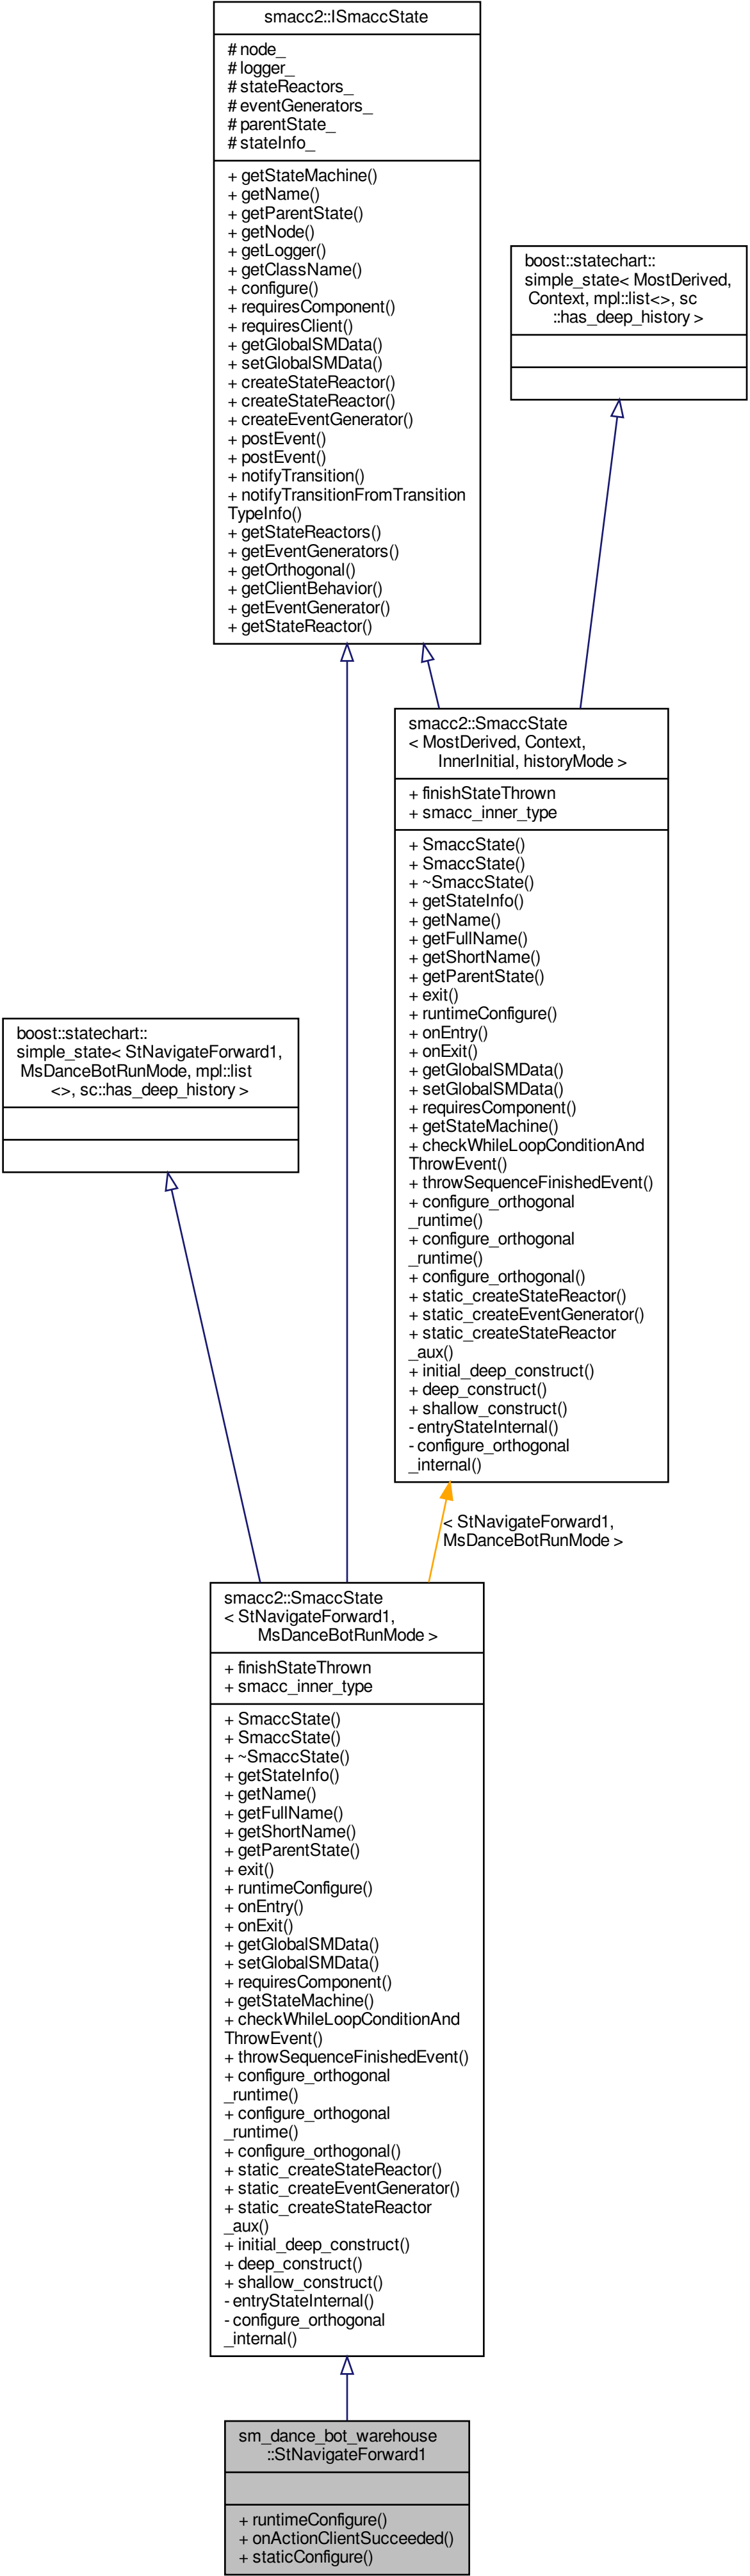 smacc2::ISmaccState
# node_
# logger_
# stateReactors_
# eventGenerators_
# parentState_
# stateInfo_
+ getStateMachine()
+ getName()
+ getParentState()
+ getNode()
+ getLogger()
+ getClassName()
+ configure()
+ requiresComponent()
+ requiresClient()
+ getGlobalSMData()
+ setGlobalSMData()
+ createStateReactor()
+ createStateReactor()
+ createEventGenerator()
+ postEvent()
+ postEvent()
+ notifyTransition()
+ notifyTransitionFromTransition
TypeInfo()
+ getStateReactors()
+ getEventGenerators()
+ getOrthogonal()
+ getClientBehavior()
+ getEventGenerator()
+ getStateReactor()
boost::statechart::
simple_state< MostDerived,
Context, mpl::list<>, sc
::has_deep_history >
smacc2::SmaccState
< MostDerived, Context,
InnerInitial, historyMode >
+ finishStateThrown
+ smacc_inner_type
+ SmaccState()
+ SmaccState()
+ ~SmaccState()
+ getStateInfo()
+ getName()
+ getFullName()
+ getShortName()
+ getParentState()
+ exit()
+ runtimeConfigure()
+ onEntry()
+ onExit()
+ getGlobalSMData()
+ setGlobalSMData()
+ requiresComponent()
+ getStateMachine()
+ checkWhileLoopConditionAnd
ThrowEvent()
+ throwSequenceFinishedEvent()
+ configure_orthogonal
_runtime()
+ configure_orthogonal
_runtime()
+ configure_orthogonal()
+ static_createStateReactor()
+ static_createEventGenerator()
+ static_createStateReactor
_aux()
+ initial_deep_construct()
+ deep_construct()
+ shallow_construct()
- entryStateInternal()
- configure_orthogonal
_internal()
boost::statechart::
simple_state< StNavigateForward1,
MsDanceBotRunMode, mpl::list
<>, sc::has_deep_history >
< StNavigateForward1,
MsDanceBotRunMode >
smacc2::SmaccState
< StNavigateForward1,
MsDanceBotRunMode >
+ finishStateThrown
+ smacc_inner_type
+ SmaccState()
+ SmaccState()
+ ~SmaccState()
+ getStateInfo()
+ getName()
+ getFullName()
+ getShortName()
+ getParentState()
+ exit()
+ runtimeConfigure()
+ onEntry()
+ onExit()
+ getGlobalSMData()
+ setGlobalSMData()
+ requiresComponent()
+ getStateMachine()
+ checkWhileLoopConditionAnd
ThrowEvent()
+ throwSequenceFinishedEvent()
+ configure_orthogonal
_runtime()
+ configure_orthogonal
_runtime()
+ configure_orthogonal()
+ static_createStateReactor()
+ static_createEventGenerator()
+ static_createStateReactor
_aux()
+ initial_deep_construct()
+ deep_construct()
+ shallow_construct()
- entryStateInternal()
- configure_orthogonal
_internal()
sm_dance_bot_warehouse
::StNavigateForward1
+ runtimeConfigure()
+ onActionClientSucceeded()
+ staticConfigure()